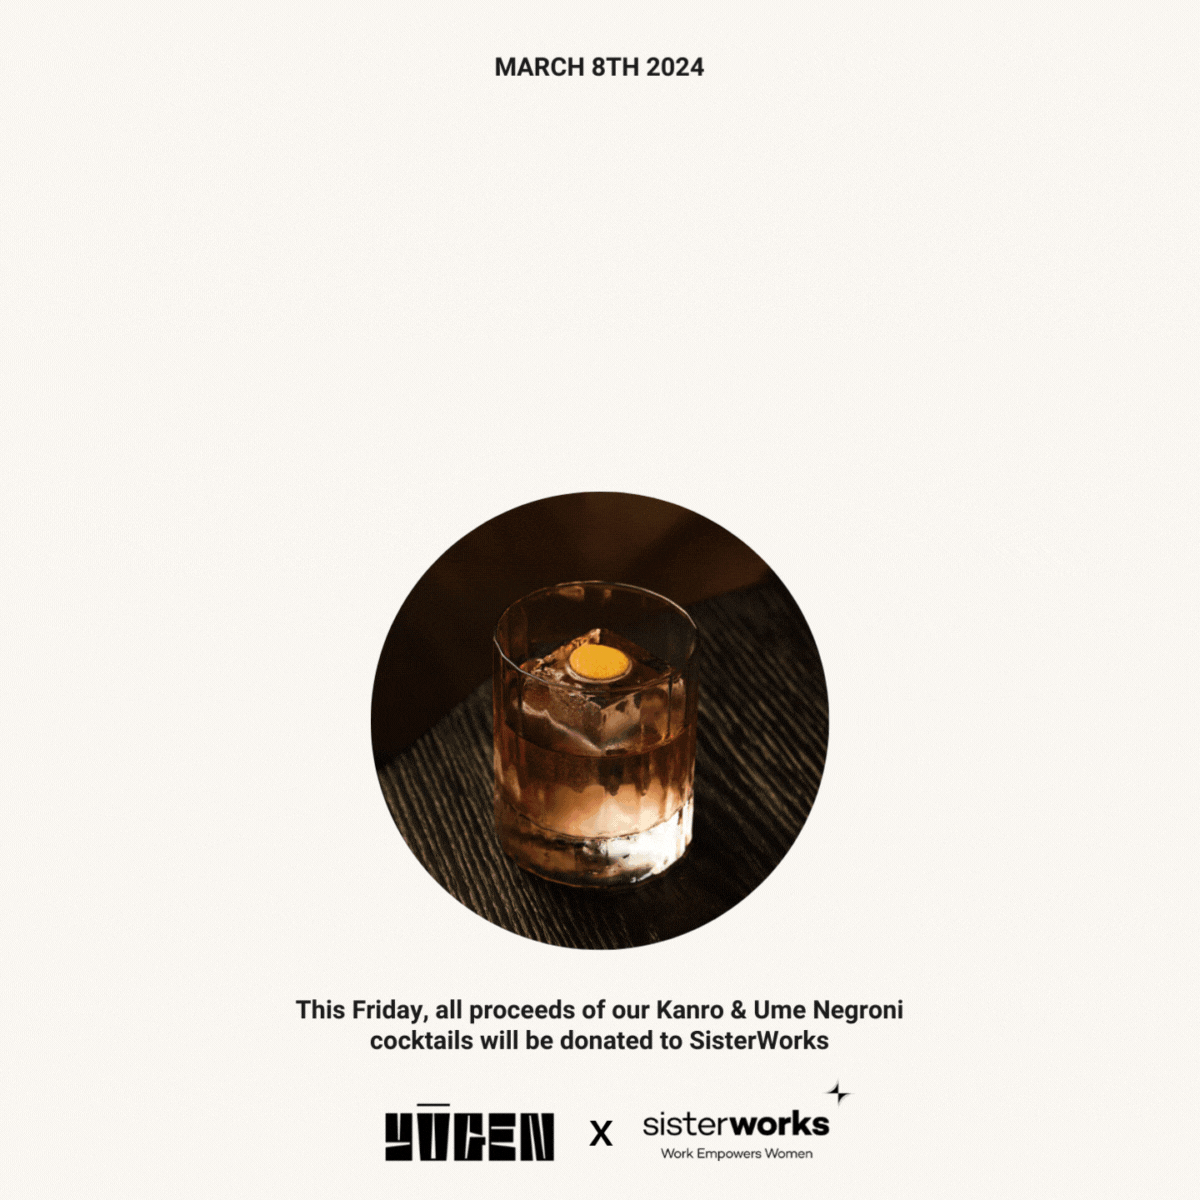 MARCH 8TH 2024
This Friday, all proceeds of our Kanro & Ume Negroni
cocktails will be donated to SisterWorks
YŪGEN X sisterworks
Work Empowers Women